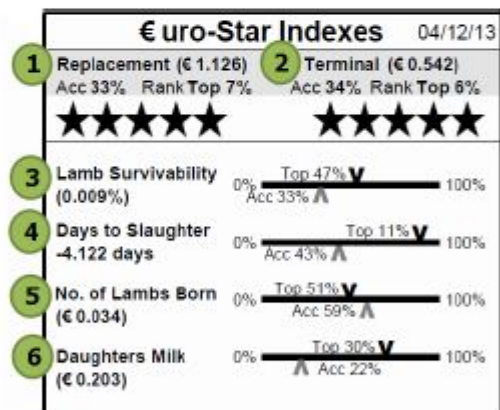 €uro-Star Indexes 04/12/13
1 Replacement (€ 1.126) 2 Terminal (€ 0.542)
Acc 33% Rank Top 7% Acc 34% Rank Top 6%
3 Lamb Survivability
(0.009%)
0% Top 47% 100%
Acc 33%
4 Days to Slaughter
-4.122 days
0% Top 11% 100%
Acc 43%
5 No. of Lambs Born
(€ 0.034)
0% Top 51% 100%
Acc 59%
6 Daughters Milk
(€ 0.203)
0% Top 30% 100%
Acc 22%